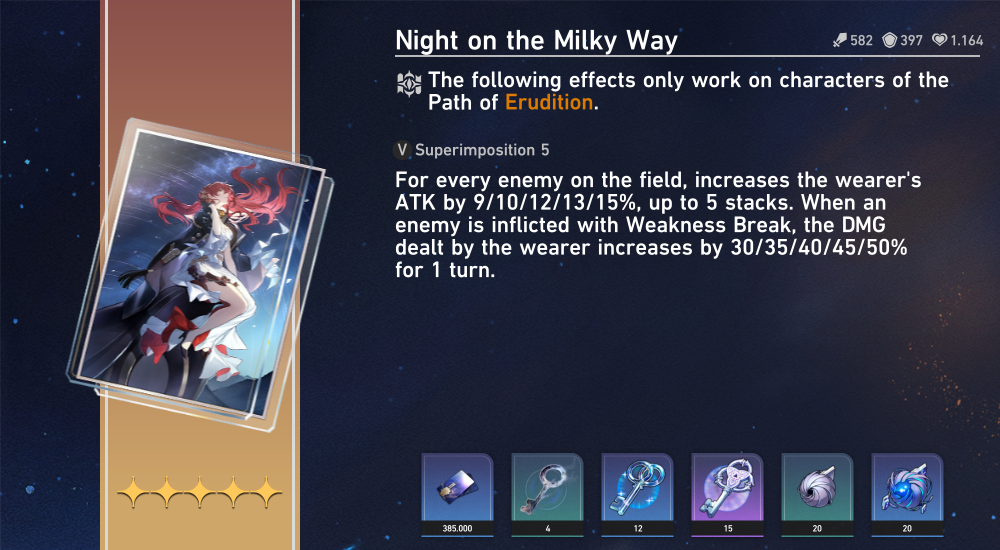 Night on the Milky Way
582 397 1.164
The following effects only work on characters of the
Path of Erudition.
V Superimposition 5
For every enemy on the field, increases the wearer's
ATK by 9/10/12/13/15%, up to 5 stacks. When an
enemy is inflicted with Weakness Break, the DMG
dealt by the wearer increases by 30/35/40/45/50%
for 1 turn.
385.000 4 12 15 20 20